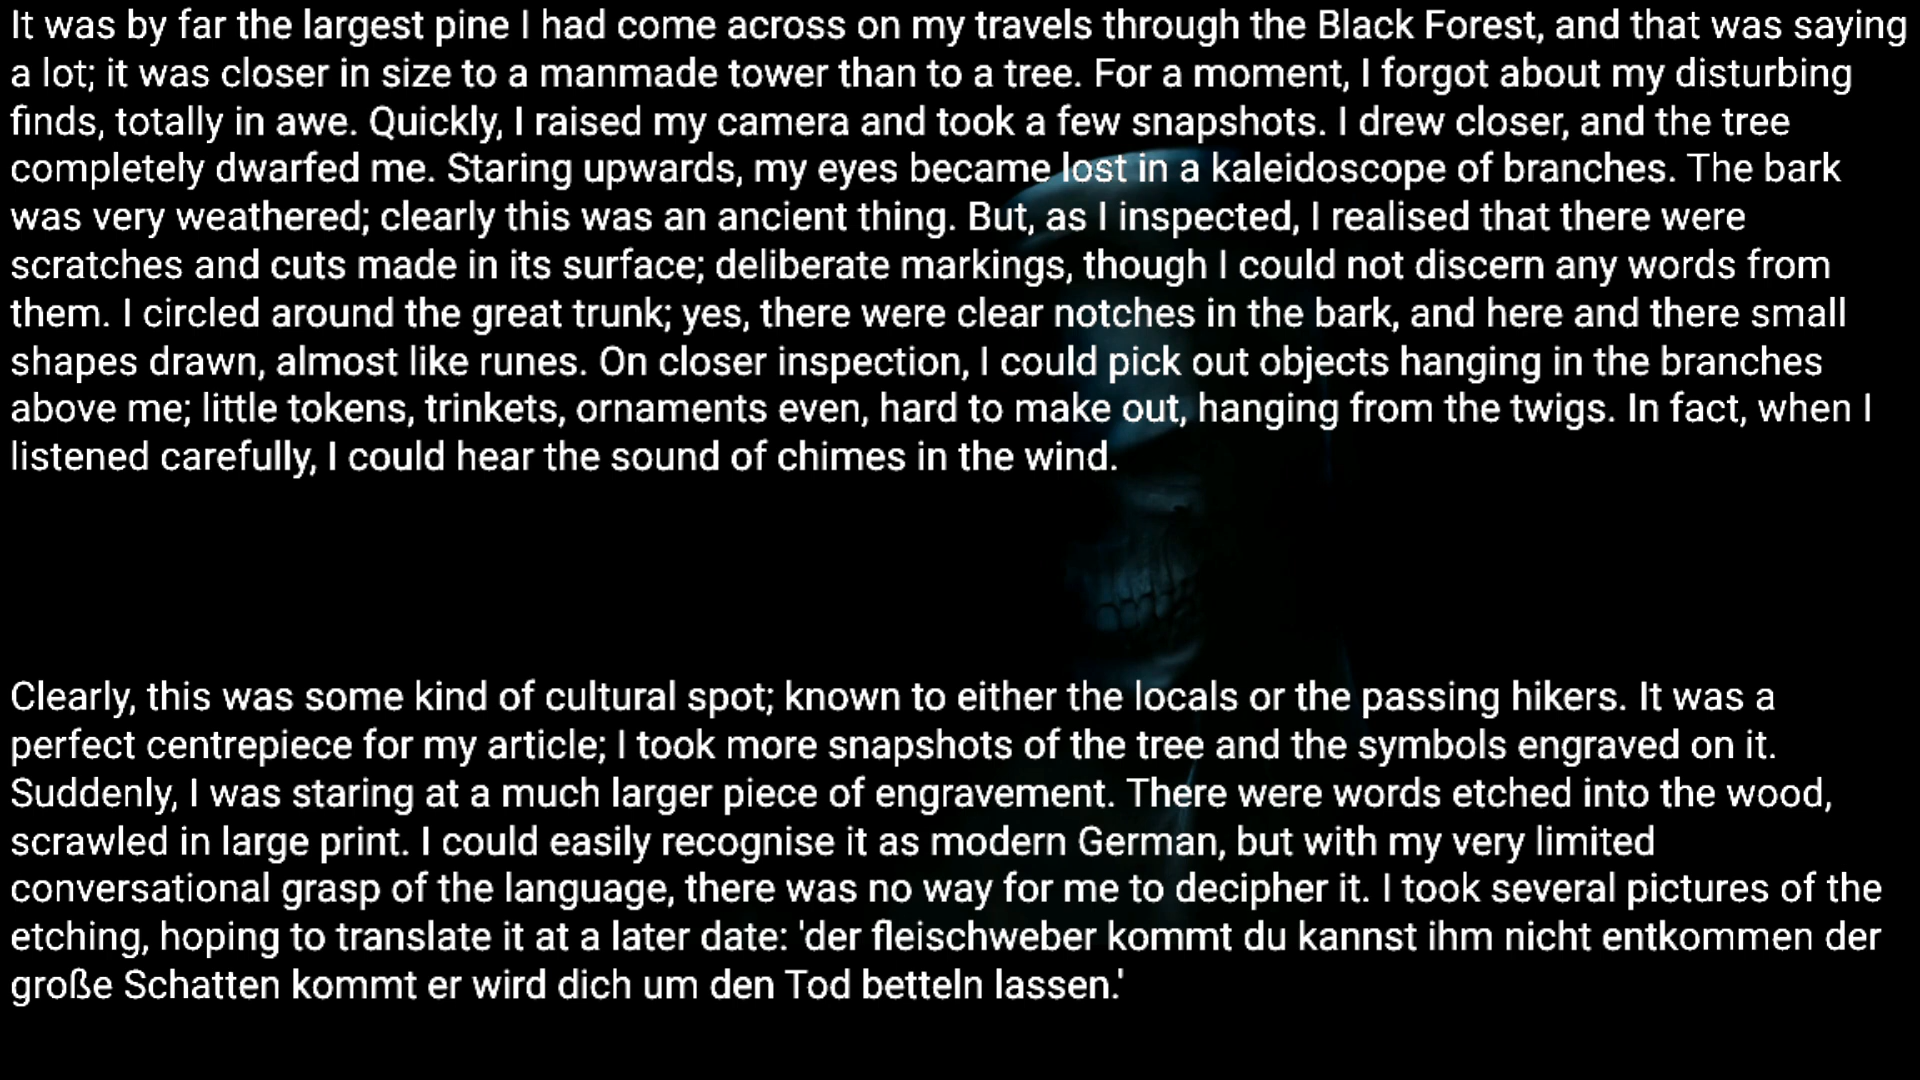 It was by far the largest pine I had come across on my travels through the Black Forest, and that was saying
a lot; it was closer in size to a manmade tower than to a tree. For a moment, I forgot about my disturbing
finds, totally in awe. Quickly, I raised my camera and took a few snapshots. I drew closer, and the tree
completely dwarfed me. Staring upwards, my eyes became lost in a kaleidoscope of branches. The bark
was very weathered; clearly this was an ancient thing. But, as I inspected, I realised that there were
scratches and cuts made in its surface; deliberate markings, though I could not discern any words from
them. I circled around the great trunk; yes, there were clear notches in the bark, and here and there small
shapes drawn, almost like runes. On closer inspection, I could pick out objects hanging in the branches
above me; little tokens, trinkets, ornaments even, hard to make out, hanging from the twigs. In fact, when I
listened carefully, I could hear the sound of chimes in the wind.
Clearly, this was some kind of cultural spot; known to either the locals or the passing hikers. It was a
perfect centrepiece for my article; I took more snapshots of the tree and the symbols engraved on it.
Suddenly, I was staring at a much larger piece of engravement. There were words etched into the wood,
scrawled in large print. I could easily recognise it as modern German, but with my very limited
conversational grasp of the language, there was no way for me to decipher it. I took several pictures of the
etching, hoping to translate it at a later date: 'der fleischweber kommt du kannst ihm nicht entkommen der
große Schatten kommt er wird dich um den Tod betteln lassen.'